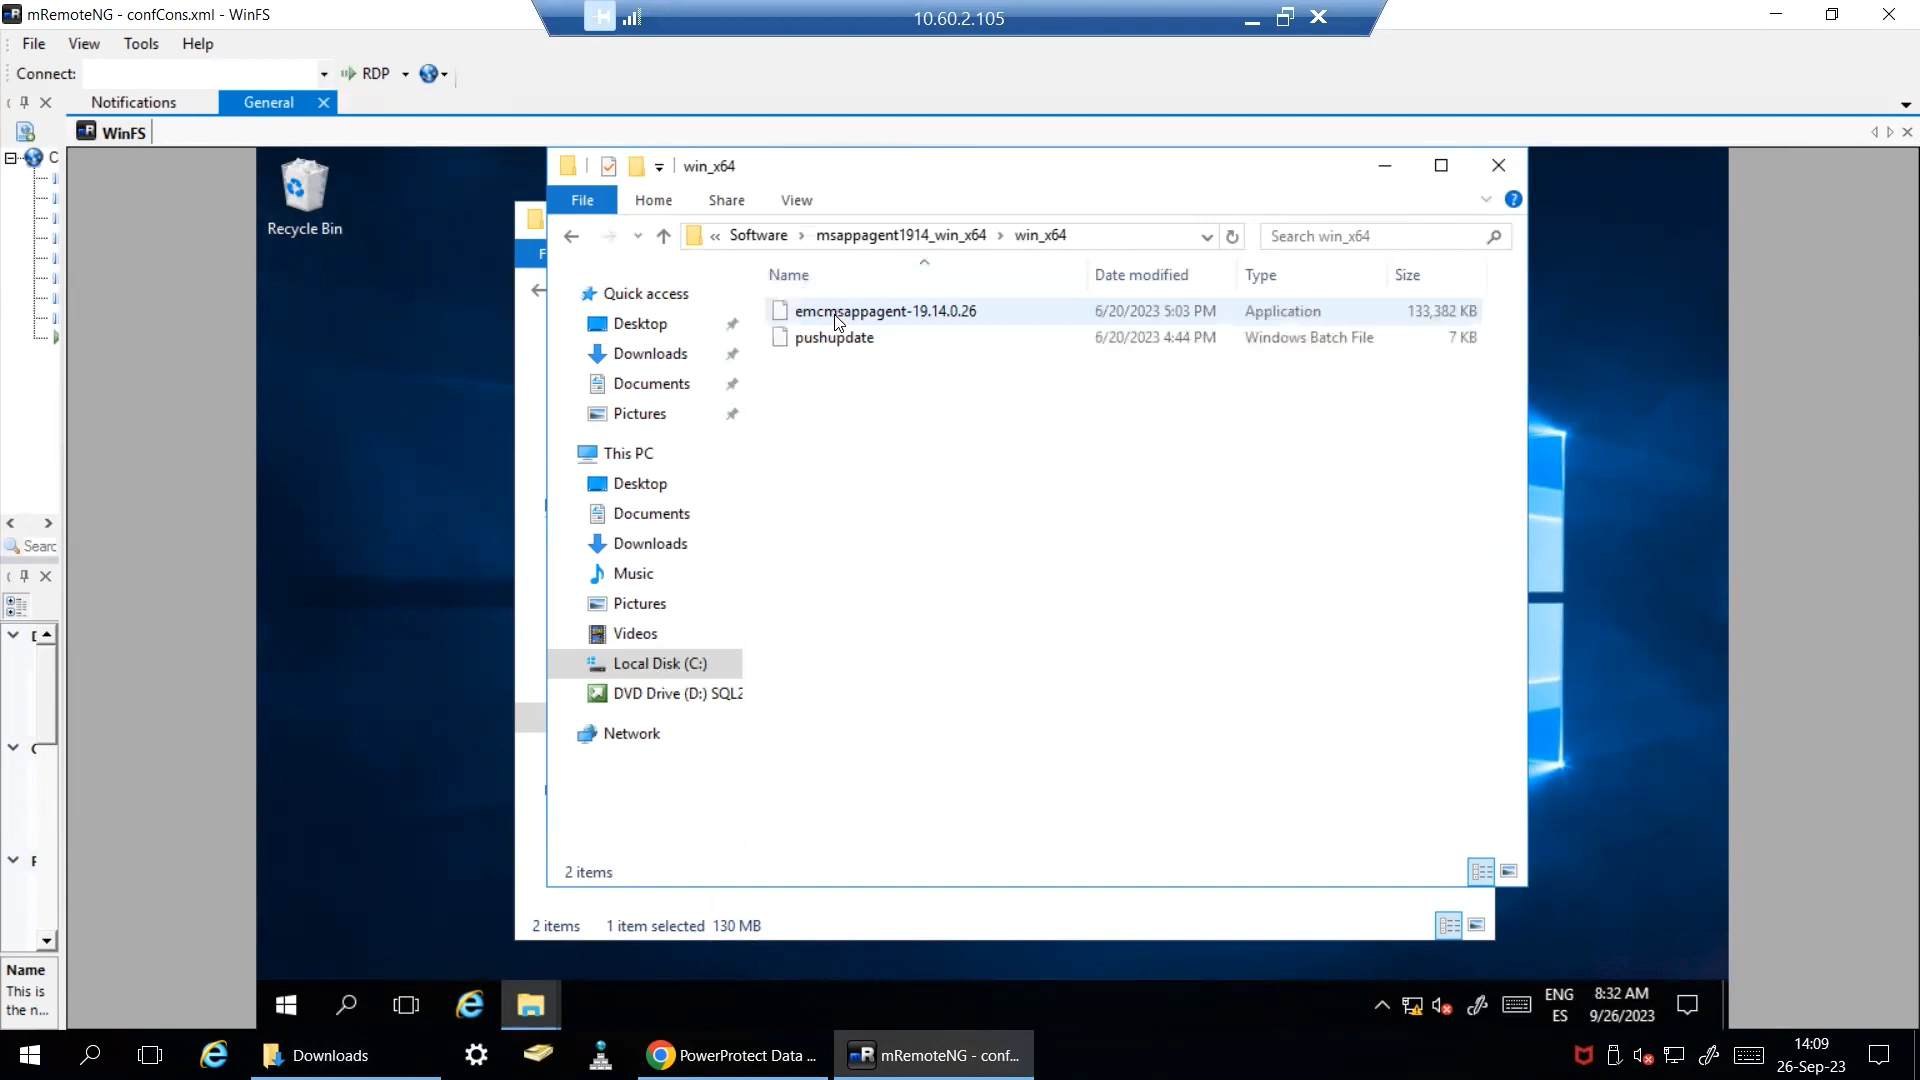 mRemoteNG - confCons.xml - WinFS
10.60.2.105
File View Tools Help
Connect: RDP
Notifications General
WinFS
Recycle Bin
win_x64
File Home Share View
« Software › msappagent1914_win_x64 › win_x64
Search win_x64
Name Date modified Type Size
emcmsappagent-19.14.0.26 6/20/2023 5:03 PM Application 133,382 KB
pushupdate 6/20/2023 4:44 PM Windows Batch File 7 KB
Quick access
Desktop
Downloads
Documents
Pictures
This PC
Desktop
Documents
Downloads
Music
Pictures
Videos
Local Disk (C:)
DVD Drive (D:) SQL2
Network
2 items
2 items 1 item selected 130 MB
Searc
Name
This is
the n...
ENG
ES
8:32 AM
9/26/2023
Downloads
PowerProtect Data ...
mRemoteNG - conf...
14:09
26-Sep-23